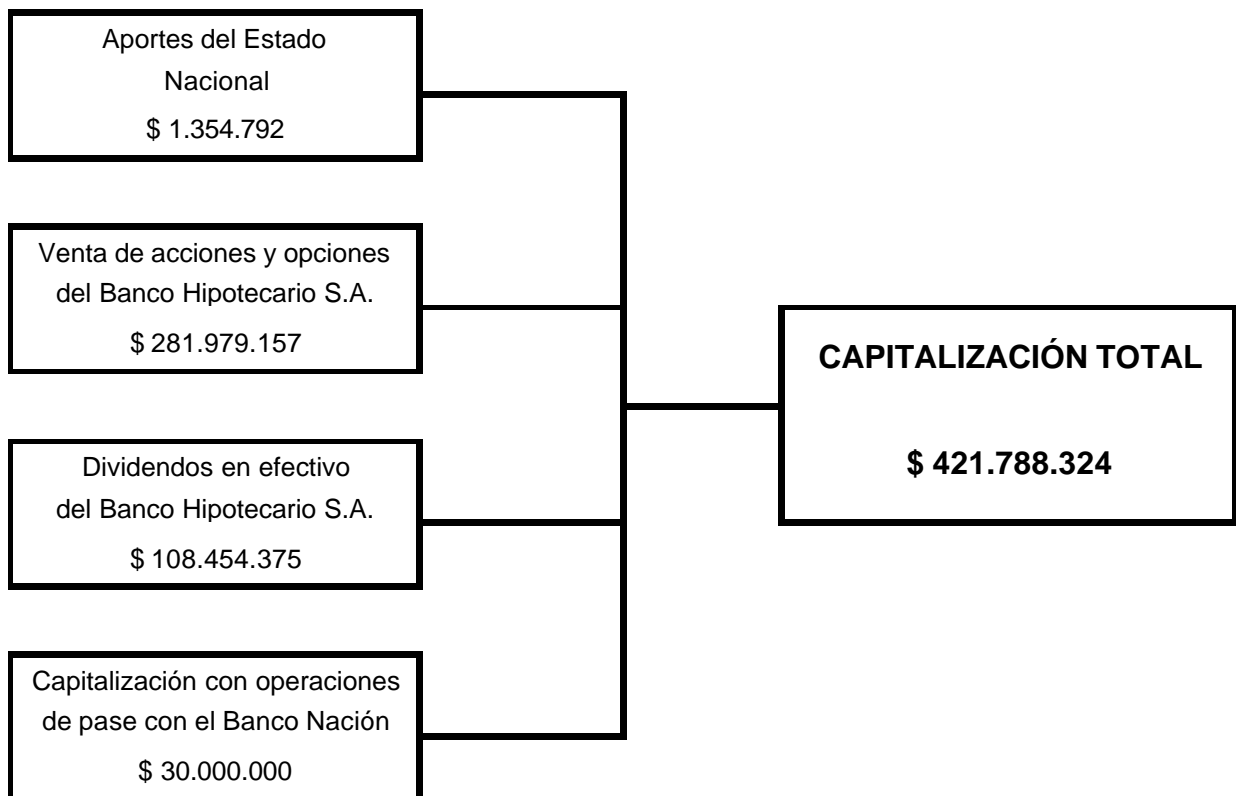 Aportes del Estado
Nacional
$ 1.354.792
Venta de acciones y opciones
del Banco Hipotecario S.A.
$ 281.979.157
Dividendos en efectivo
del Banco Hipotecario S.A.
$ 108.454.375
Capitalización con operaciones
de pase con el Banco Nación
$ 30.000.000
CAPITALIZACIÓN TOTAL
$ 421.788.324